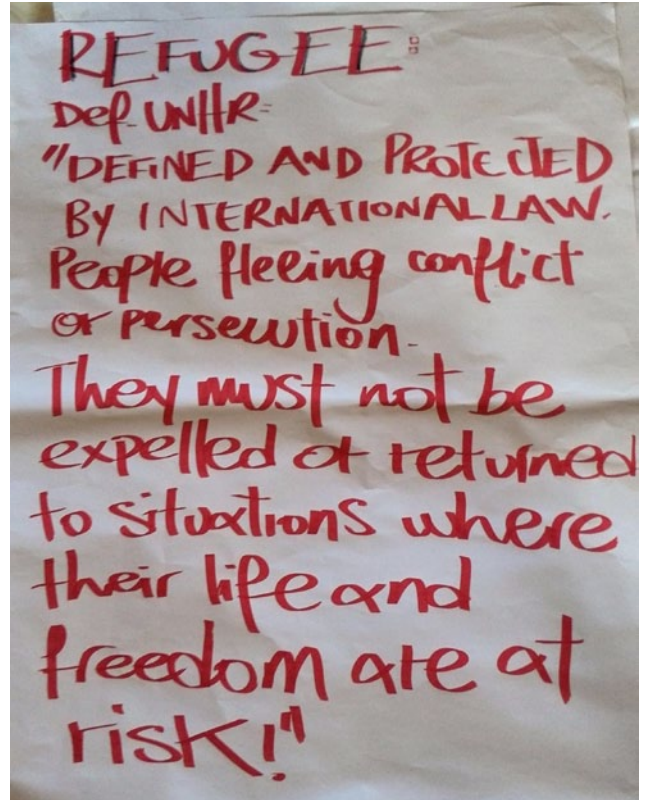 REFUGEE:
Def. UNHR=
"DEFINED AND PROTECTED
BY INTERNATIONAL LAW.
People fleeing conflict
or persecution.
They must not be
expelled or returned
to situations where
their life and
freedom are at
risk!"